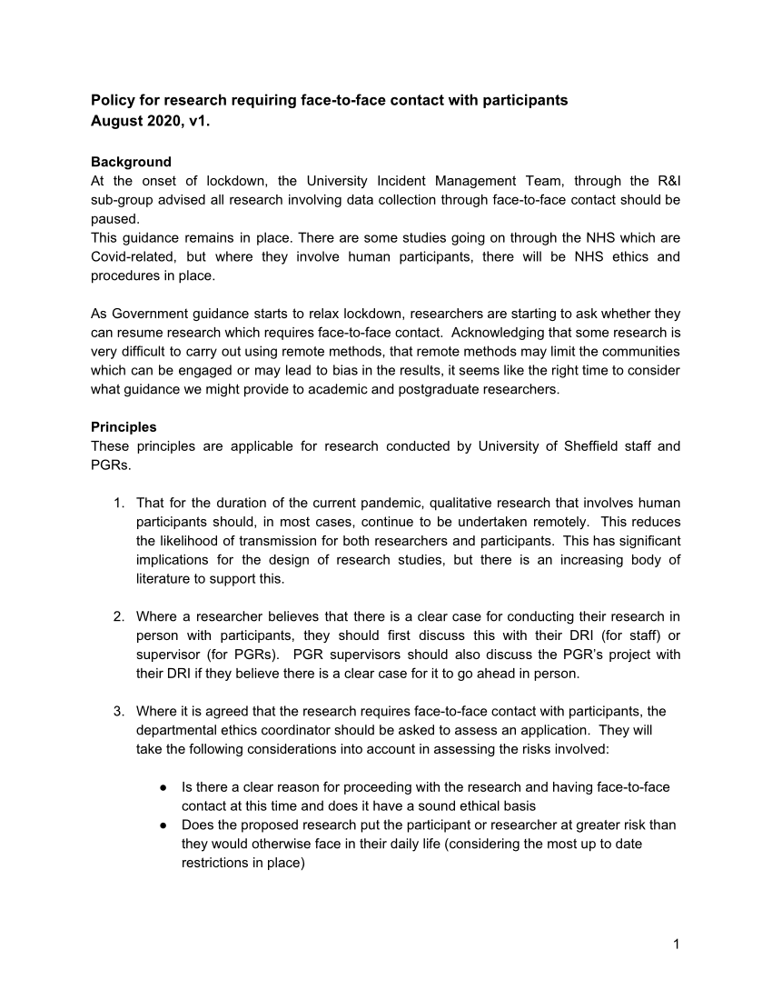 Policy for research requiring face-to-face contact with participants
August 2020, v1.
Background
At the onset of lockdown, the University Incident Management Team, through the R&I
sub-group advised all research involving data collection through face-to-face contact should be
paused.
This guidance remains in place. There are some studies going on through the NHS which are
Covid-related, but where they involve human participants, there will be NHS ethics and
procedures in place.
As Government guidance starts to relax lockdown, researchers are starting to ask whether they
can resume research which requires face-to-face contact.  Acknowledging that some research is
very difficult to carry out using remote methods, that remote methods may limit the communities
which can be engaged or may lead to bias in the results, it seems like the right time to consider
what guidance we might provide to academic and postgraduate researchers.
Principles
These principles are applicable for research conducted by University of Sheffield staff and
PGRs.
1. That for the duration of the current pandemic, qualitative research that involves human
participants should, in most cases, continue to be undertaken remotely.  This reduces
the likelihood of transmission for both researchers and participants.  This has significant
implications for the design of research studies, but there is an increasing body of
literature to support this.
2. Where a researcher believes that there is a clear case for conducting their research in
person with participants, they should first discuss this with their DRI (for staff) or
supervisor (for PGRs).  PGR supervisors should also discuss the PGR's project with
their DRI if they believe there is a clear case for it to go ahead in person.
3. Where it is agreed that the research requires face-to-face contact with participants, the
departmental ethics coordinator should be asked to assess an application.  They will
take the following considerations into account in assessing the risks involved:
● Is there a clear reason for proceeding with the research and having face-to-face
contact at this time and does it have a sound ethical basis
● Does the proposed research put the participant or researcher at greater risk than
they would otherwise face in their daily life (considering the most up to date
restrictions in place)
1